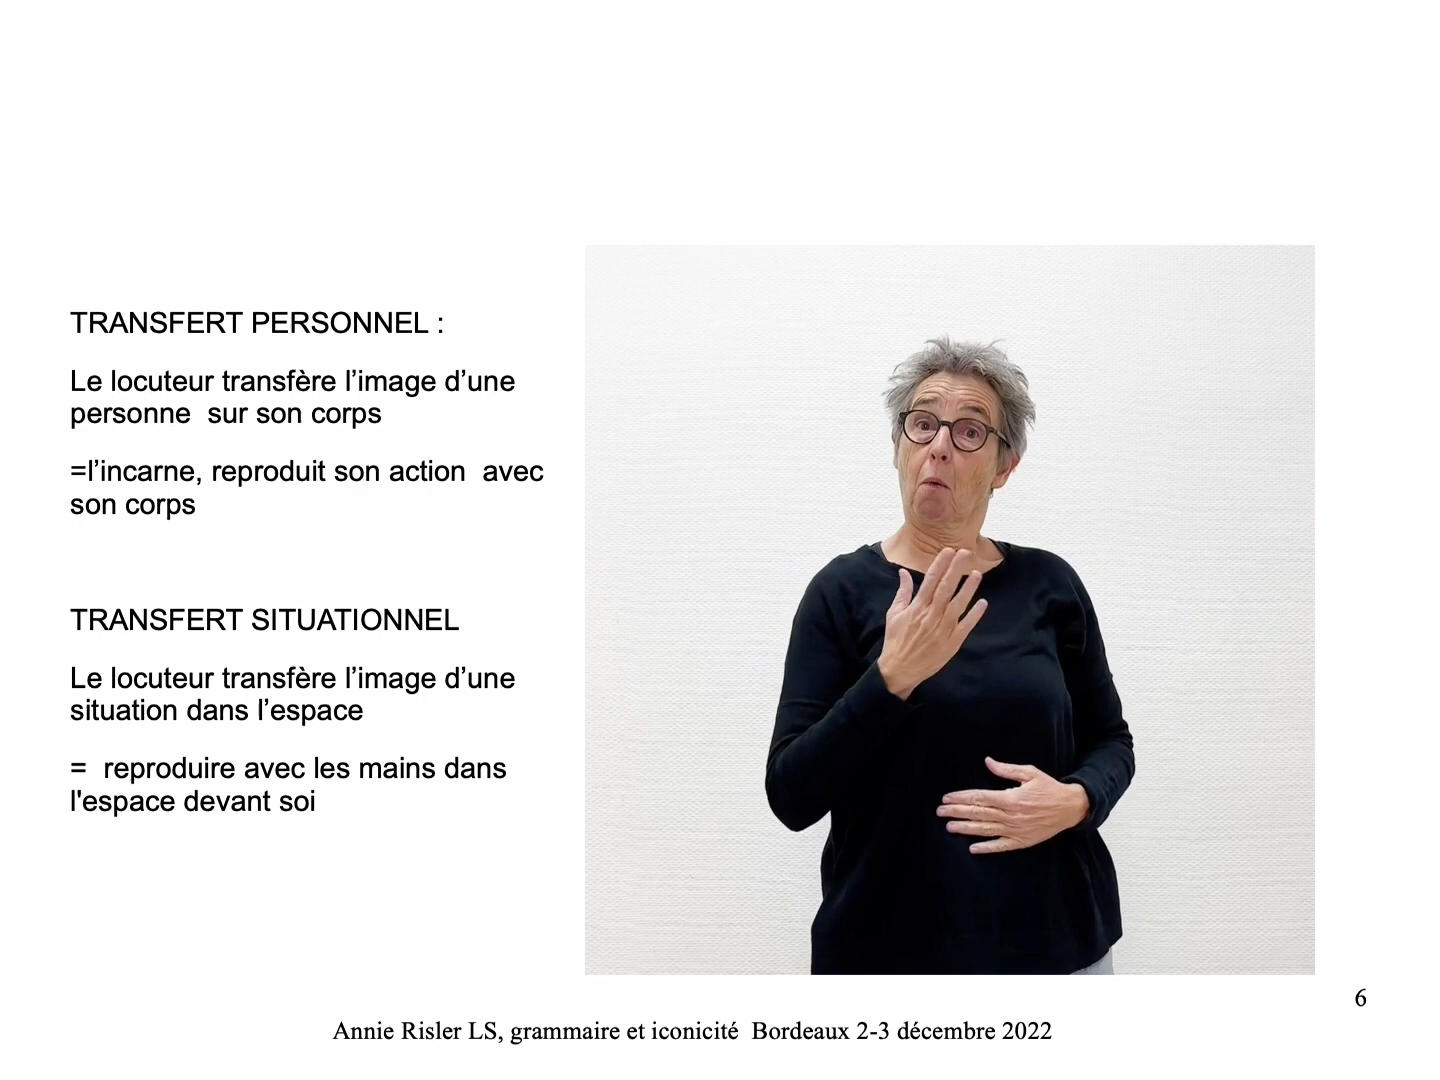 TRANSFERT PERSONNEL :
Le locuteur transfère l’image d’une
personne  sur son corps
=l’incarne, reproduit son action  avec
son corps
TRANSFERT SITUATIONNEL
Le locuteur transfère l’image d’une
situation dans l’espace
=  reproduire avec les mains dans
l'espace devant soi
6
Annie Risler LS, grammaire et iconicité  Bordeaux 2-3 décembre 2022